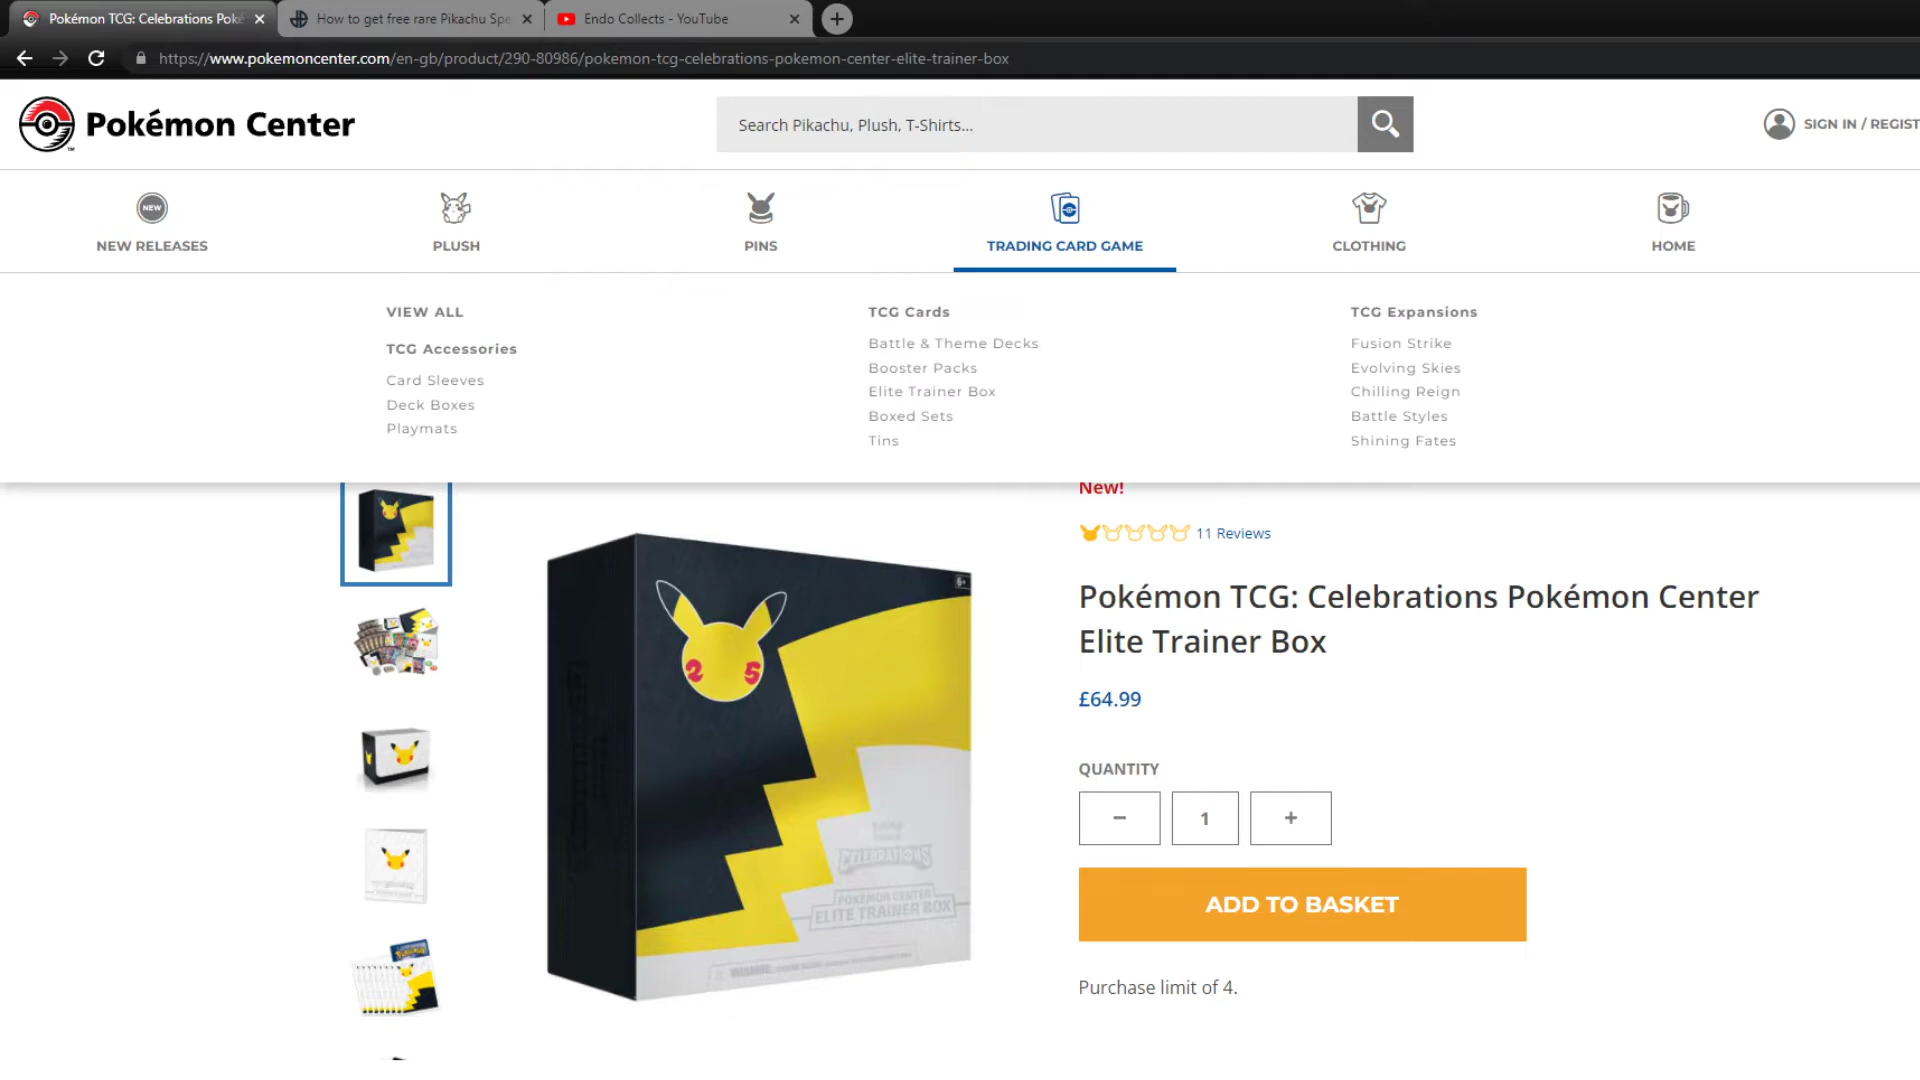 Pokémon TCG: Celebrations Poké
How to get free rare Pikachu Spe
Endo Collects - YouTube
https://www.pokemoncenter.com/en-gb/product/290-80986/pokemon-tcg-celebrations-pokemon-center-elite-trainer-box
Pokémon Center
Search Pikachu, Plush, T-Shirts...
SIGN IN / REGIST
NEW
NEW RELEASES
PLUSH
PINS
TRADING CARD GAME
CLOTHING
HOME
VIEW ALL
TCG Accessories
Card Sleeves
Deck Boxes
Playmats
TCG Cards
Battle & Theme Decks
Booster Packs
Elite Trainer Box
Boxed Sets
Tins
TCG Expansions
Fusion Strike
Evolving Skies
Chilling Reign
Battle Styles
Shining Fates
6+
2 5
CELEBRATIONS
POKÉMON CENTER
ELITE TRAINER BOX
New!
11 Reviews
Pokémon TCG: Celebrations Pokémon Center
Elite Trainer Box
£64.99
QUANTITY
− 1 +
ADD TO BASKET
Purchase limit of 4.